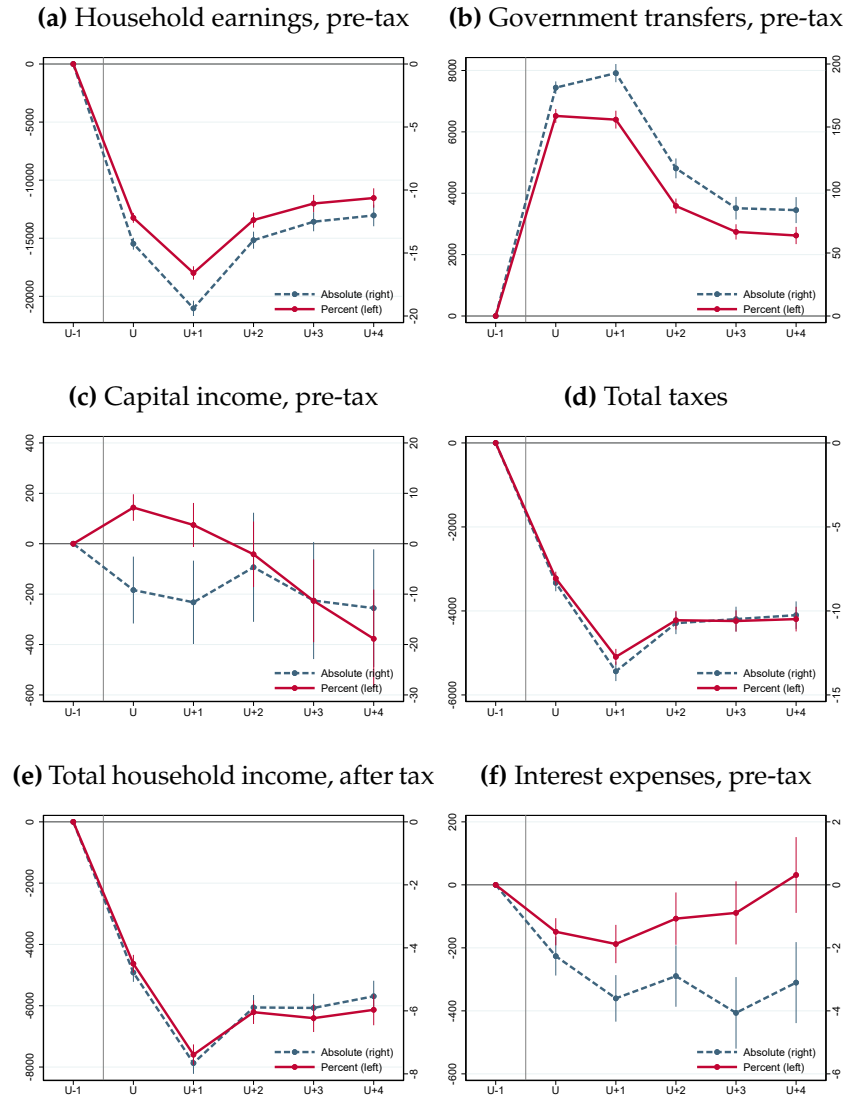 (a) Household earnings, pre-tax
0
-5000
-10000
-15000
-20000
0
-5
-10
-15
-20
Absolute (right)
Percent (left)
U-1 U U+1 U+2 U+3 U+4
(b) Government transfers, pre-tax
8000
6000
4000
2000
0
200
150
100
50
0
Absolute (right)
Percent (left)
U-1 U U+1 U+2 U+3 U+4
(c) Capital income, pre-tax
400
200
0
-200
-400
-600
20
10
0
-10
-20
-30
Absolute (right)
Percent (left)
U-1 U U+1 U+2 U+3 U+4
(d) Total taxes
0
-2000
-4000
-6000
0
-5
-10
-15
Absolute (right)
Percent (left)
U-1 U U+1 U+2 U+3 U+4
(e) Total household income, after tax
0
-2000
-4000
-6000
-8000
0
-2
-4
-6
-8
Absolute (right)
Percent (left)
U-1 U U+1 U+2 U+3 U+4
(f) Interest expenses, pre-tax
200
0
-200
-400
-600
2
0
-2
-4
-6
Absolute (right)
Percent (left)
U-1 U U+1 U+2 U+3 U+4